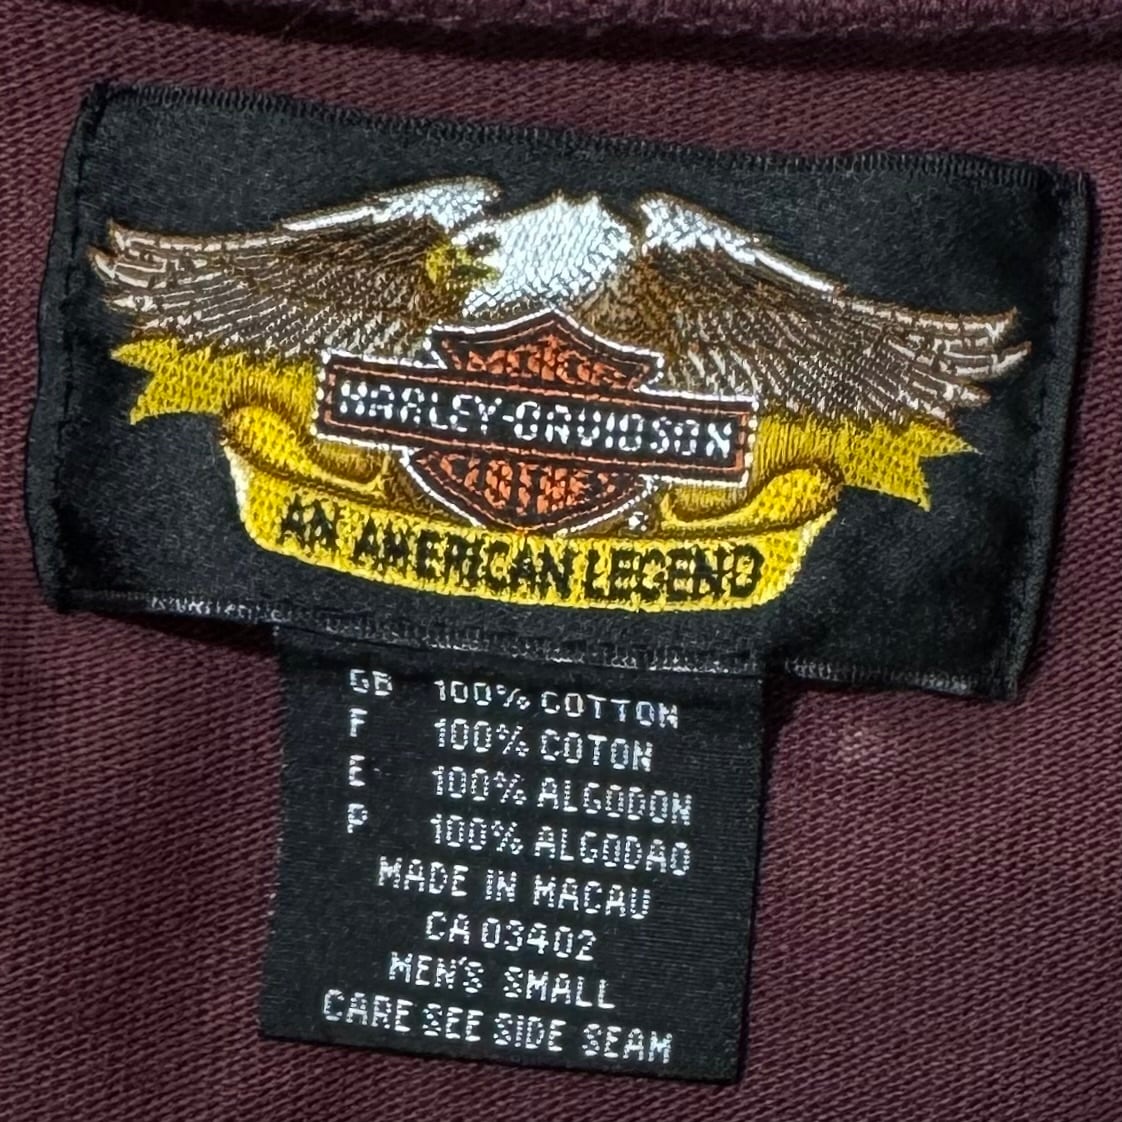 MOTOR
HARLEY-DAVIDSON
CLOTHES
AN AMERICAN LEGEND
GB 100% COTTON
F 100% COTON
E 100% ALGODON
P 100% ALGODAO
MADE IN MACAU
CA 03402
MEN'S SMALL
CARE SEE SIDE SEAM